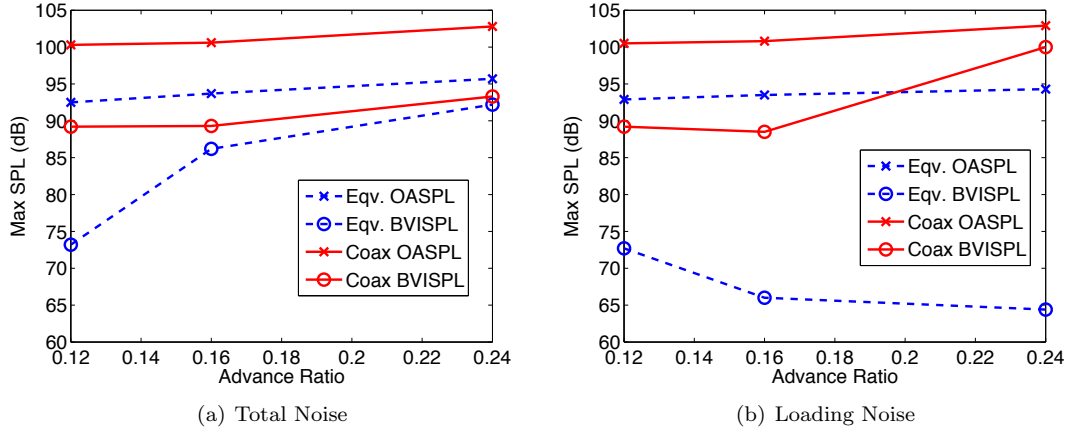 105
100
95
90
85
80
75
70
65
60
Max SPL (dB)
Eqv. OASPL
Eqv. BVISPL
Coax OASPL
Coax BVISPL
0.12 0.14 0.16 0.18 0.2 0.22 0.24
Advance Ratio
(a) Total Noise
105
100
95
90
85
80
75
70
65
60
Max SPL (dB)
Eqv. OASPL
Eqv. BVISPL
Coax OASPL
Coax BVISPL
0.12 0.14 0.16 0.18 0.2 0.22 0.24
Advance Ratio
(b) Loading Noise